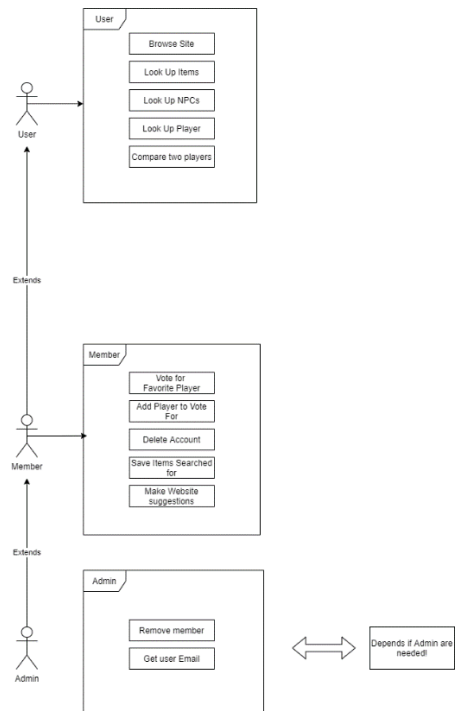 User
Browse Site
Look Up Items
Look Up NPCs
Look Up Player
Compare two players
User
Extends
Member
Vote for
Favorite Player
Add Player to Vote
For
Delete Account
Save Items Searched
for
Make Website
suggestions
Member
Extends
Admin
Remove member
Get user Email
Admin
Depends if Admin are
needed!